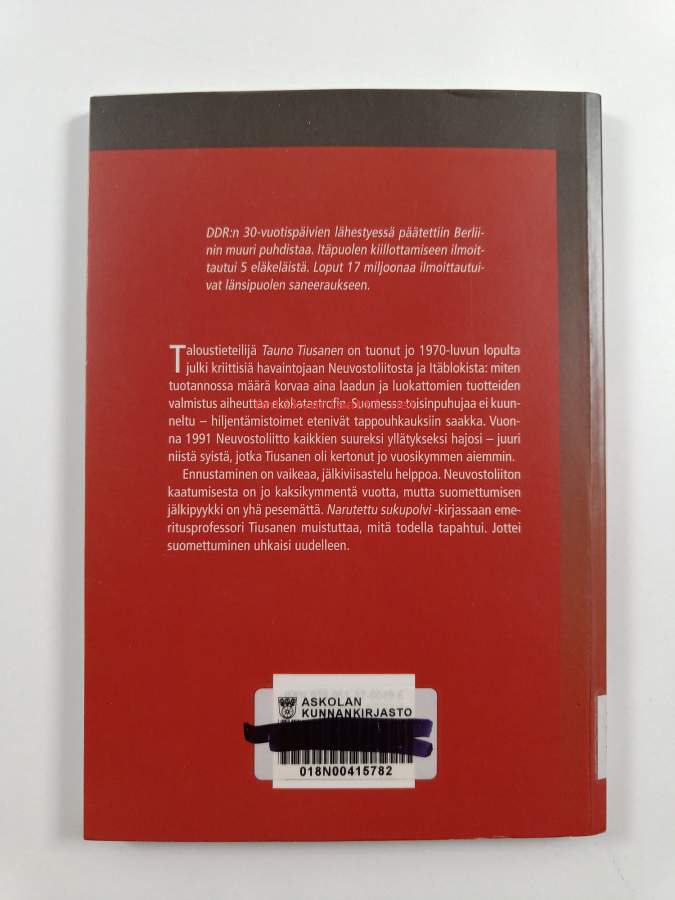 DDR:n 30-vuotispäivien lähestyessä päätettiin Berlii-
nin muuri puhdistaa. Itäpuolen kiillottamiseen ilmoit-
tautui 5 eläkeläistä. Loput 17 miljoonaa ilmoittautui-
vat länsipuolen saneeraukseen.
Taloustieteilijä Tauno Tiusanen on tuonut jo 1970-luvun lopulta
julki kriittisiä havaintojaan Neuvostoliitosta ja Itäblokista: miten
tuotannossa määrä korvaa aina laadun ja luokattomien tuotteiden
valmistus aiheuttaa ekokatastrofin. Suomessa toisinpuhujaa ei kuun-
neltu – hiljentämistoimet etenivät tappouhkauksiin saakka. Vuon-
na 1991 Neuvostoliitto kaikkien suureksi yllätykseksi hajosi – juuri
niistä syistä, jotka Tiusanen oli kertonut jo vuosikymmen aiemmin.
Ennustaminen on vaikeaa, jälkiviisastelu helppoa. Neuvostoliiton
kaatumisesta on jo kaksikymmentä vuotta, mutta suomettumisen
jälkipyykki on yhä pesemättä. Narutettu sukupolvi -kirjassaan eme-
ritusprofessori Tiusanen muistuttaa, mitä todella tapahtui. Jottei
suomettuminen uhkaisi uudelleen.
ASKOLAN
KUNNANKIRJASTO
018N00415782